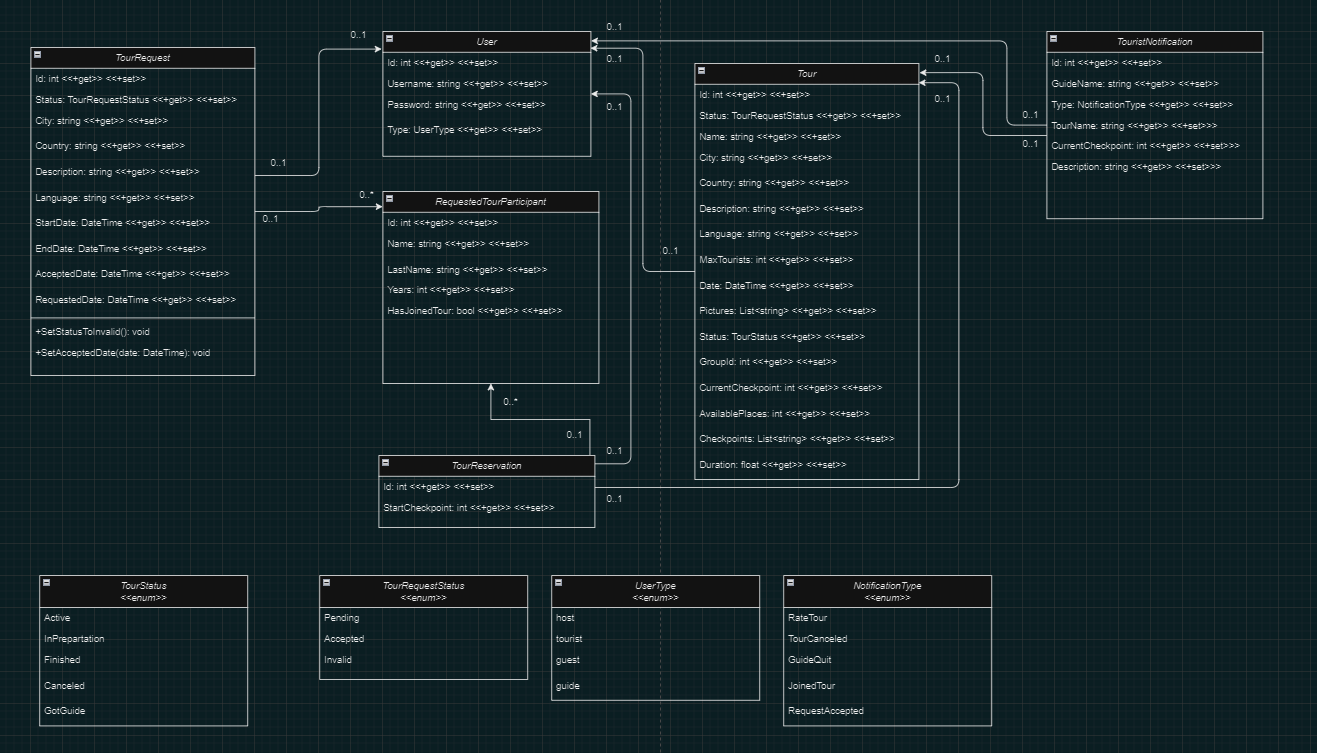 TourRequest
Id: int <<+get>> <<+set>>
Status: TourRequestStatus <<+get>> <<+set>>
City: string <<+get>> <<+set>>
Country: string <<+get>> <<+set>>
Description: string <<+get>> <<+set>>
Language: string <<+get>> <<+set>>
StartDate: DateTime <<+get>> <<+set>>
EndDate: DateTime <<+get>> <<+set>>
AcceptedDate: DateTime <<+get>> <<+set>>
RequestedDate: DateTime <<+get>> <<+set>>
+SetStatusToInvalid(): void
+SetAcceptedDate(date: DateTime): void
0..1
0..1
0..*
0..1
User
Id: int <<+get>> <<+set>>
Username: string <<+get>> <<+set>>
Password: string <<+get>> <<+set>>
Type: UserType <<+get>> <<+set>>
0..1
0..1
0..1
RequestedTourParticipant
Id: int <<+get>> <<+set>>
Name: string <<+get>> <<+set>>
LastName: string <<+get>> <<+set>>
Years: int <<+get>> <<+set>>
HasJoinedTour: bool <<+get>> <<+set>>
0..*
0..1
TourReservation
Id: int <<+get>> <<+set>>
StartCheckpoint: int <<+get>> <<+set>>
0..1
0..1
0..1
Tour
Id: int <<+get>> <<+set>>
Status: TourRequestStatus <<+get>> <<+set>>
Name: string <<+get>> <<+set>>
City: string <<+get>> <<+set>>
Country: string <<+get>> <<+set>>
Description: string <<+get>> <<+set>>
Language: string <<+get>> <<+set>>
MaxTourists: int <<+get>> <<+set>>
Date: DateTime <<+get>> <<+set>>
Pictures: List<string> <<+get>> <<+set>>
Status: TourStatus <<+get>> <<+set>>
GroupId: int <<+get>> <<+set>>
CurrentCheckpoint: int <<+get>> <<+set>>
AvailablePlaces: int <<+get>> <<+set>>
Checkpoints: List<string> <<+get>> <<+set>>
Duration: float <<+get>> <<+set>>
0..1
0..1
0..1
0..1
TouristNotification
Id: int <<+get>> <<+set>>
GuideName: string <<+get>> <<+set>>
Type: NotificationType <<+get>> <<+set>>
TourName: string <<+get>> <<+set>>>
CurrentCheckpoint: int <<+get>> <<+set>>>
Description: string <<+get>> <<+set>>>
TourStatus
<<enum>>
Active
InPrepartation
Finished
Canceled
GotGuide
TourRequestStatus
<<enum>>
Pending
Accepted
Invalid
UserType
<<enum>>
host
tourist
guest
guide
NotificationType
<<enum>>
RateTour
TourCanceled
GuideQuit
JoinedTour
RequestAccepted